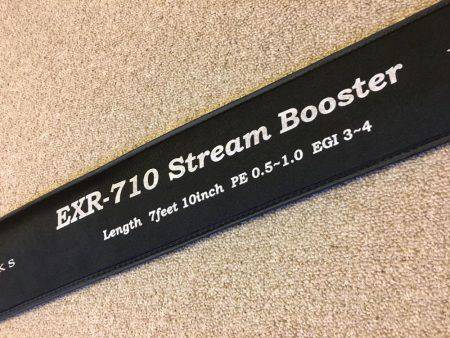 EXR-710 Stream Booster
Length 7feet 10inch PE 0.5~1.0 EGI 3~4
K S